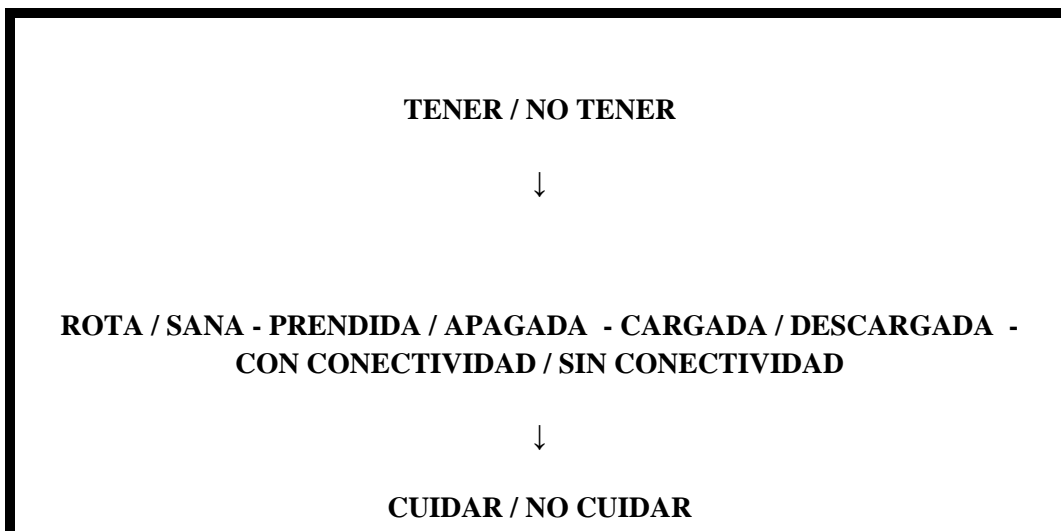 TENER / NO TENER
↓
ROTA / SANA - PRENDIDA / APAGADA - CARGADA / DESCARGADA -
CON CONECTIVIDAD / SIN CONECTIVIDAD
↓
CUIDAR / NO CUIDAR